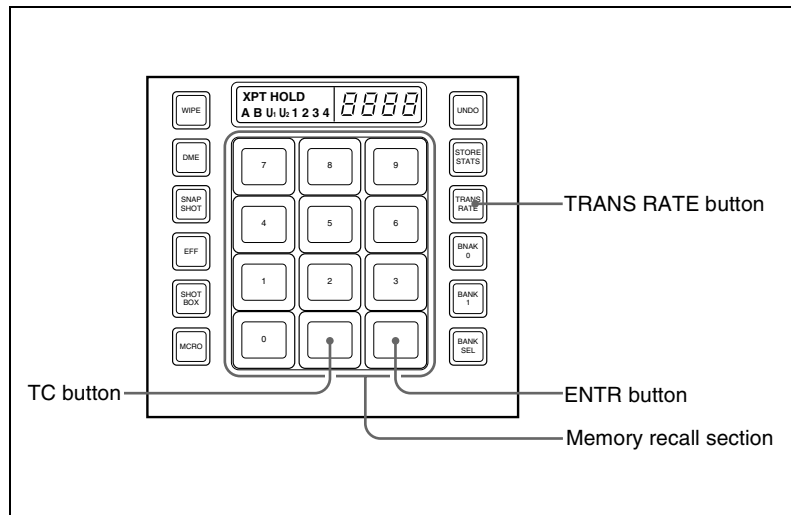 XPT HOLD
A B U1 U2 1 2 3 4 8888
WIPE
UNDO
DME
7
8
9
STORE
STATS
SNAP
SHOT
TRANS
RATE
TRANS RATE button
4
5
6
EFF
BNAK
0
SHOT
BOX
1
2
3
BANK
1
MCRO
0
BANK
SEL
TC button
ENTR button
Memory recall section